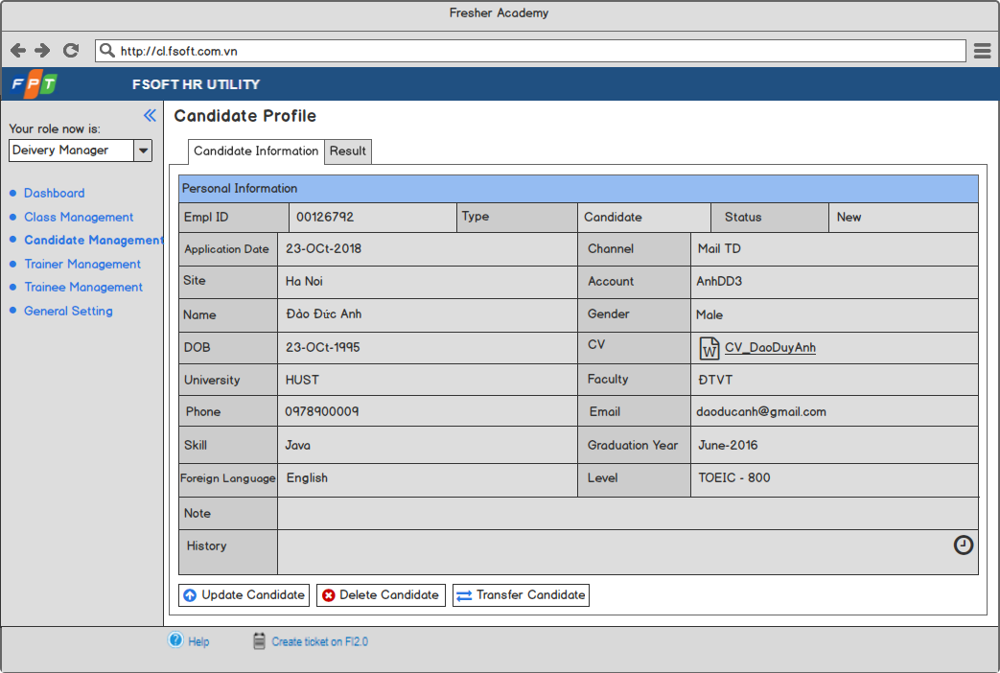 Fresher Academy
http://cl.fsoft.com.vn
FPT
FSOFT HR UTILITY
Your role now is:
Deivery Manager
Dashboard
Class Management
Candidate Management
Trainer Management
Trainee Management
General Setting
Candidate Profile
Candidate Information Result
Personal Information
Empl ID 00126792 Type Candidate Status New
Application Date 23-OCt-2018 Channel Mail TD
Site Ha Noi Account AnhDD3
Name Đào Đức Anh Gender Male
DOB 23-OCt-1995 CV W CV_DaoDuyAnh
University HUST Faculty ĐTVT
Phone 0978900009 Email daoducanh@gmail.com
Skill Java Graduation Year June-2016
Foreign Language English Level TOEIC - 800
Note
History
Update Candidate Delete Candidate Transfer Candidate
? Help Create ticket on FI2.0